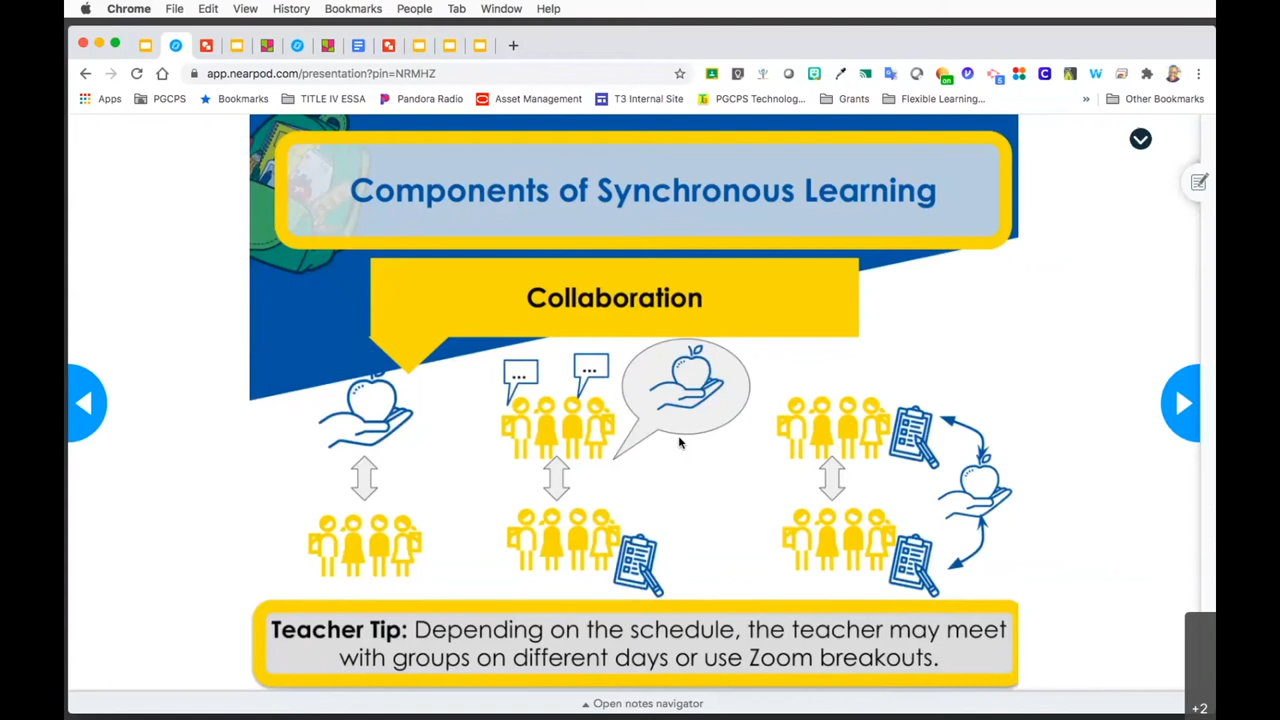 Chrome File Edit View History Bookmarks People Tab Window Help
app.nearpod.com/presentation?pin=NRMHZ
on
5
Apps PGCPS Bookmarks TITLE IV ESSA Pandora Radio Asset Management T3 Internal Site PGCPS Technolog... Grants Flexible Learning... » Other Bookmarks
Components of Synchronous Learning
Collaboration
... ...
Teacher Tip: Depending on the schedule, the teacher may meet
with groups on different days or use Zoom breakouts.
Open notes navigator
+2